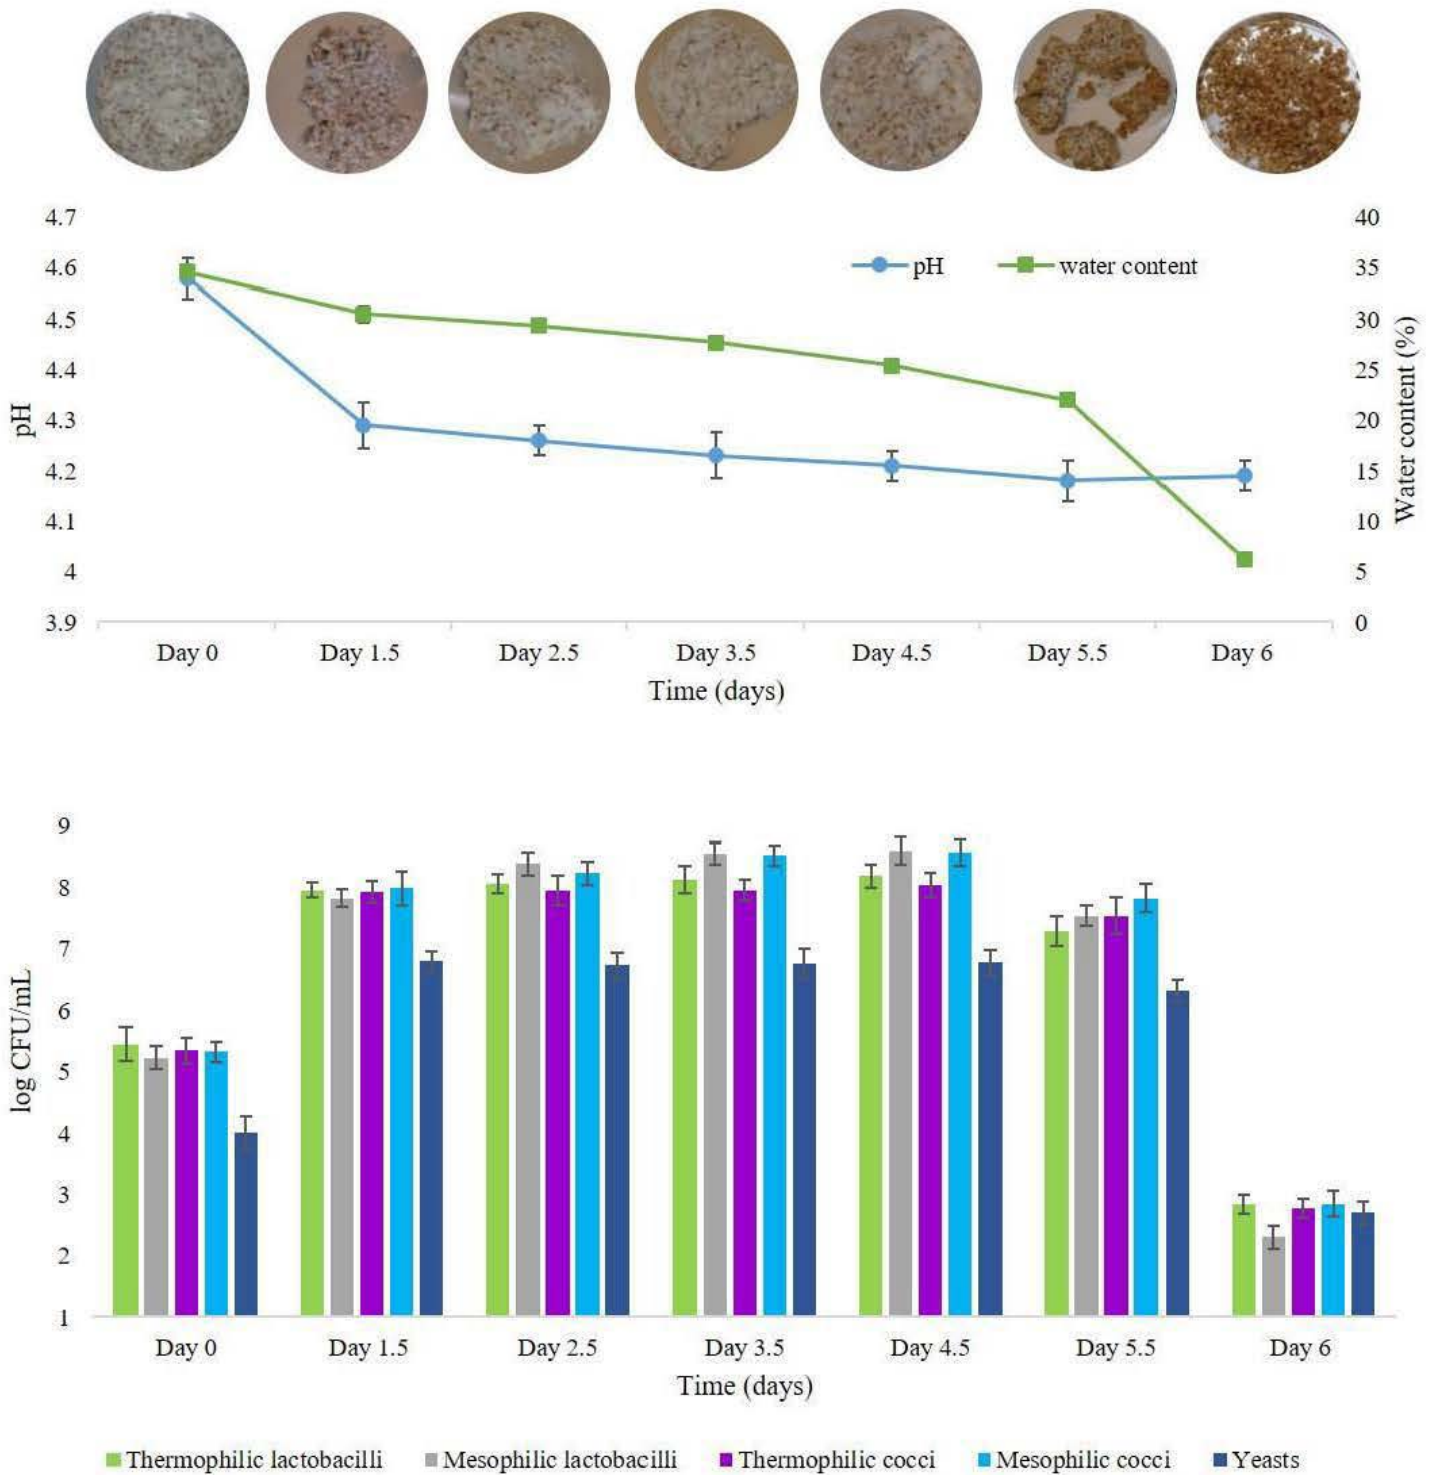 4.7
4.6
4.5
4.4
4.3
4.2
4.1
4
3.9
pH
40
35
30
25
20
15
10
5
0
Water content (%)
pH
water content
Day 0 Day 1.5 Day 2.5 Day 3.5 Day 4.5 Day 5.5 Day 6
Time (days)
9
8
7
6
5
4
3
2
1
log CFU/mL
Day 0 Day 1.5 Day 2.5 Day 3.5 Day 4.5 Day 5.5 Day 6
Time (days)
Thermophilic lactobacilli Mesophilic lactobacilli Thermophilic cocci Mesophilic cocci Yeasts